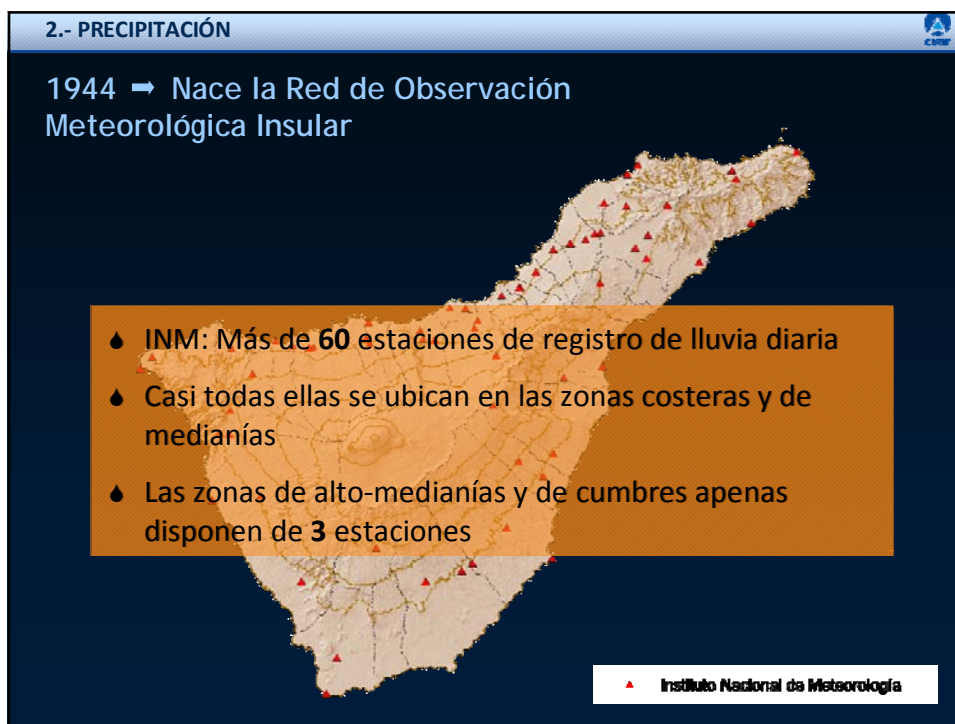 2.- PRECIPITACIÓN
1944 ➡ Nace la Red de Observación
Meteorológica Insular
INM: Más de 60 estaciones de registro de lluvia diaria
Casi todas ellas se ubican en las zonas costeras y de
medianías
Las zonas de alto-medianías y de cumbres apenas
disponen de 3 estaciones
Instituto Nacional de Meteorología